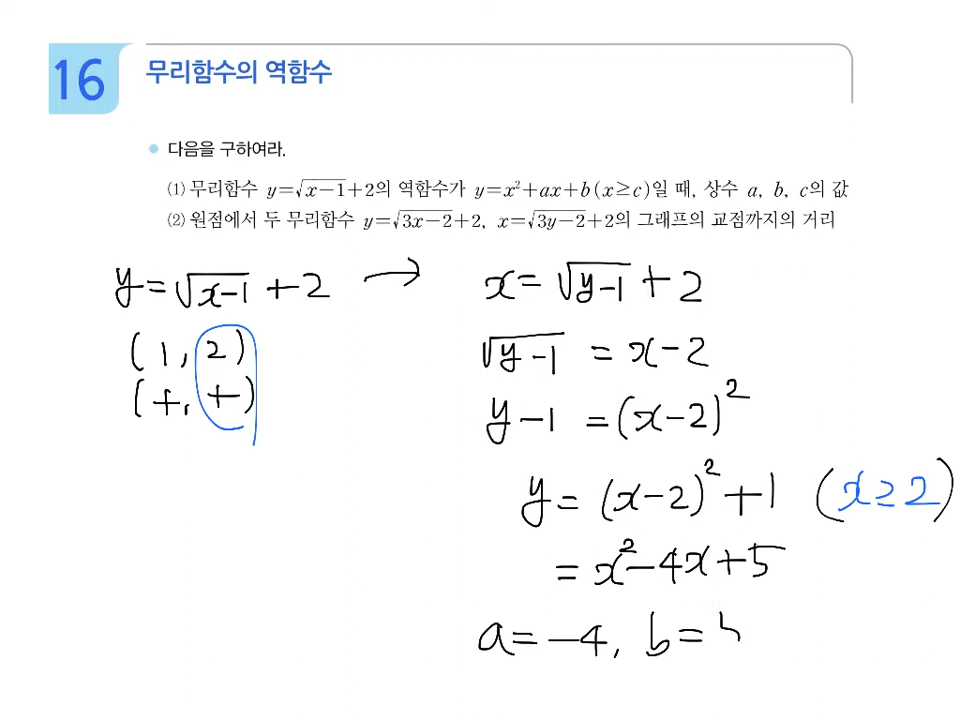 16 무리함수의 역함수
다음을 구하여라.
(1) 무리함수 y=√(x-1)+2의 역함수가 y=x²+ax+b(x≥c)일 때, 상수 a, b, c의 값
(2) 원점에서 두 무리함수 y=√(3x-2)+2, x=√(3y-2)+2의 그래프의 교점까지의 거리
y=√(x-1)+2 → x=√(y-1)+2
(1, 2)
(+, +)
√(y-1) = x-2
y-1 = (x-2)²
y = (x-2)²+1 (x≥2)
= x²-4x+5
a=-4, b=